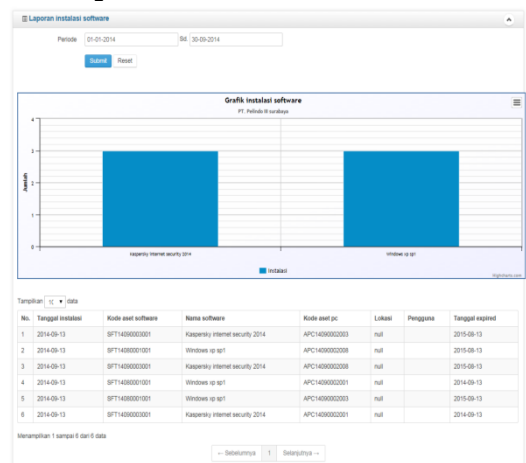 Laporan instalasi software
Periode 01-01-2014 Sd. 30-09-2014
Submit Reset
Grafik instalasi software
PT. Pelindo III surabaya
Jumlah
4
3
2
1
0
Kaspersky internet security 2014
Windows xp sp1
instalasi
Highcharts.com
Tampilkan 10 data
No. Tanggal instalasi Kode aset software Nama software Kode aset pc Lokasi Pengguna Tanggal expired
1 2014-09-13 SFT14090003001 Kaspersky internet security 2014 APC14090002003 null 2015-08-13
2 2014-09-13 SFT14080001001 Windows xp sp1 APC14090002008 null 2015-08-13
3 2014-09-13 SFT14090003001 Kaspersky internet security 2014 APC14090002008 null 2015-08-13
4 2014-09-13 SFT14080001001 Windows xp sp1 APC14090002001 null 2014-09-13
5 2014-09-13 SFT14080001001 Windows xp sp1 APC14090002003 null 2015-08-13
6 2014-09-13 SFT14090003001 Kaspersky internet security 2014 APC14090002001 null 2014-09-13
Menampilkan 1 sampai 6 dari 6 data
← Sebelumnya 1 Selanjutnya →